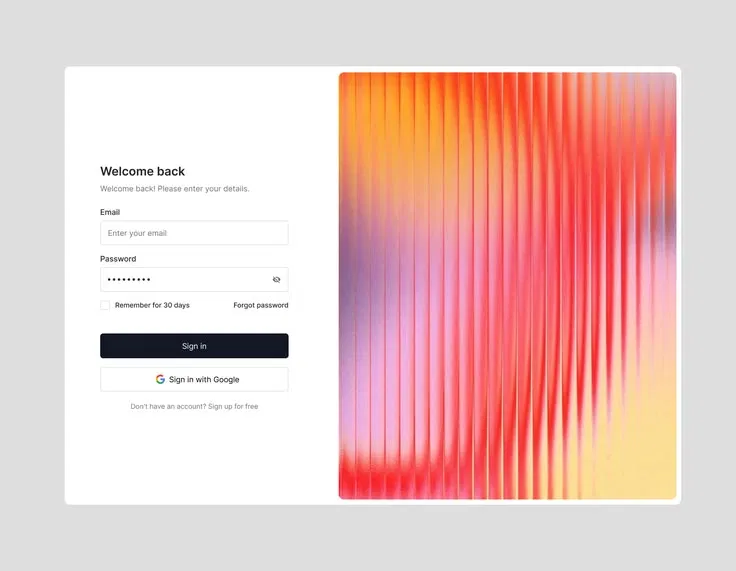 Welcome back
Welcome back! Please enter your details.
Email
Enter your email
Password
•••••••••
Remember for 30 days
Forgot password
Sign in
Sign in with Google
Don't have an account? Sign up for free